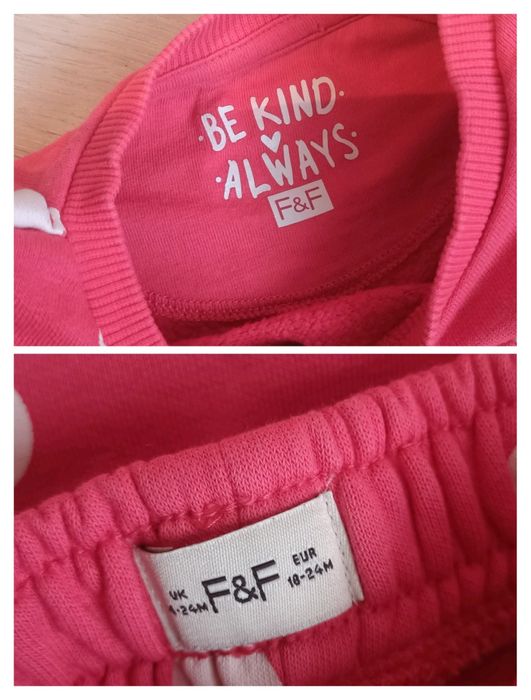 ·BE KIND·
·ALWAYS·
F&F
UK
F&F
EUR
18-24M